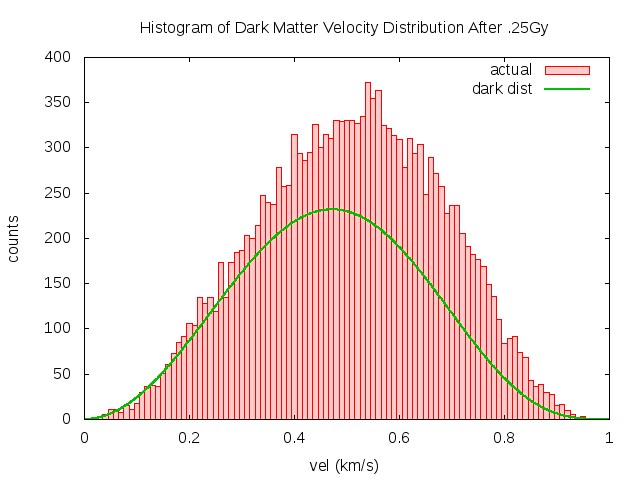 Histogram of Dark Matter Velocity Distribution After .25Gy
400
350
300
250
200
150
100
50
0
counts
actual
dark dist
0 0.2 0.4 0.6 0.8 1
vel (km/s)